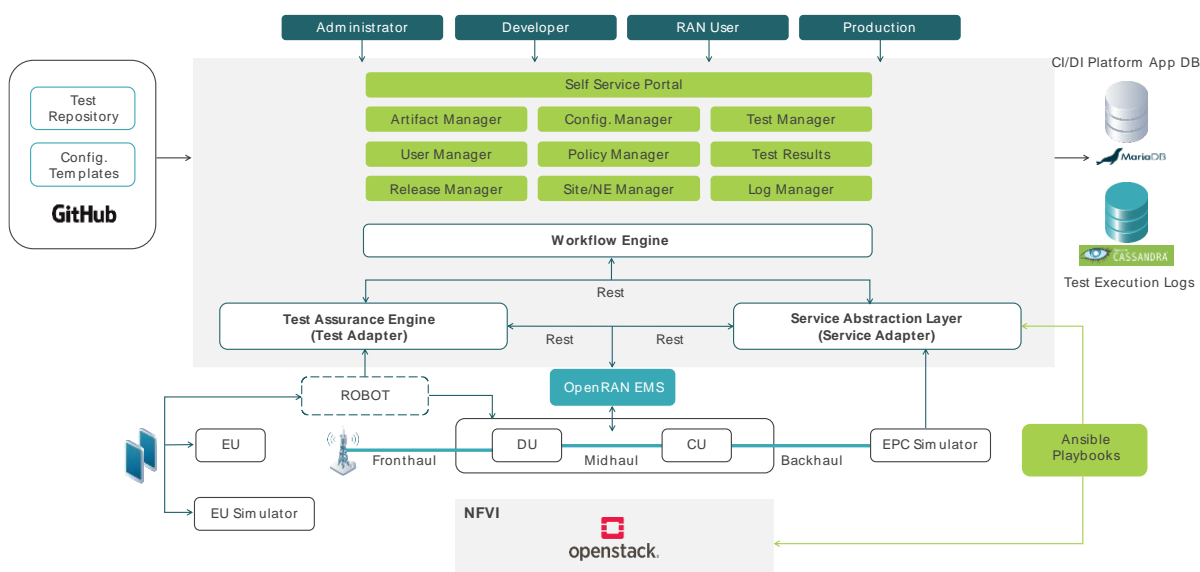 Administrator
Developer
RAN User
Production
CI/DI Platform App DB
Self Service Portal
Test
Repository
Artifact Manager
Config. Manager
Test Manager
User Manager
Policy Manager
Test Results
MariaDB
Config.
Templates
Release Manager
Site/NE Manager
Log Manager
GitHub
Workflow Engine
CASSANDRA
Test Execution Logs
Rest
Test Assurance Engine
(Test Adapter)
Service Abstraction Layer
(Service Adapter)
Rest
Rest
OpenRAN EMS
ROBOT
EU
DU
CU
EPC Simulator
Ansible
Playbooks
Fronthaul
Midhaul
Backhaul
EU Simulator
NFVI
openstack.